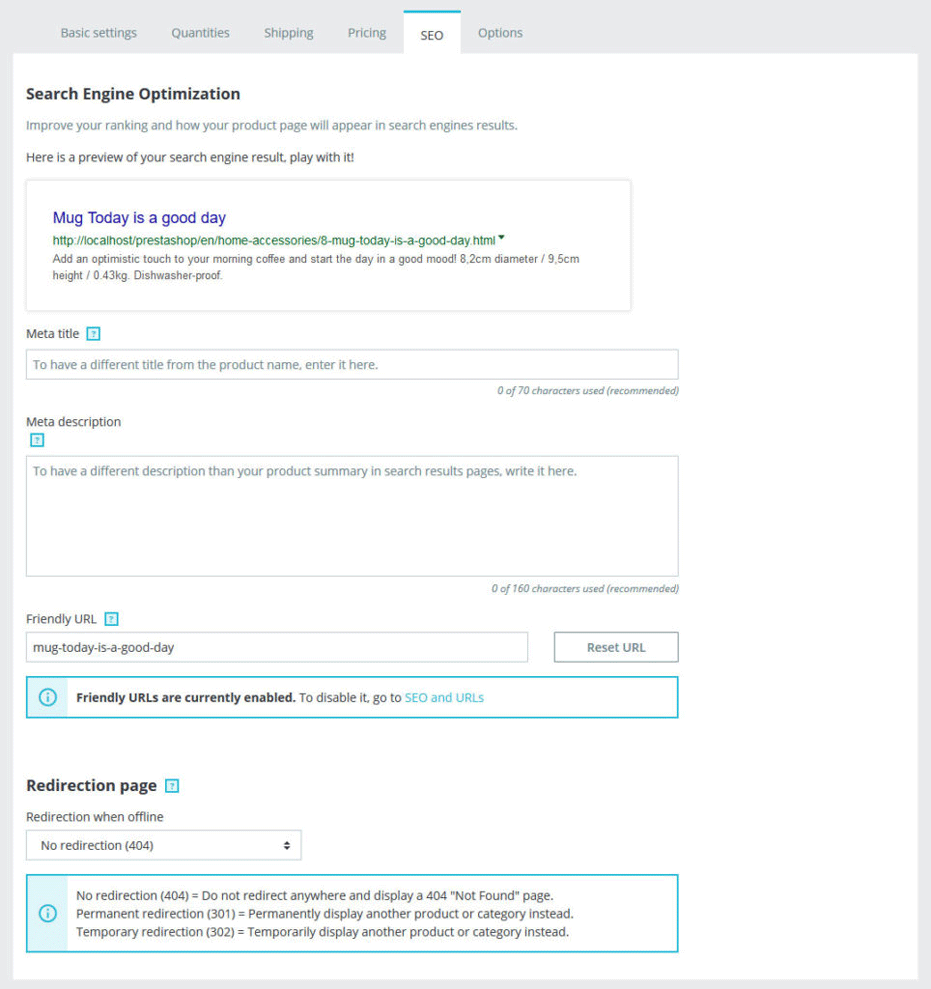 Basic settings Quantities Shipping Pricing SEO Options
Search Engine Optimization
Improve your ranking and how your product page will appear in search engines results.
Here is a preview of your search engine result, play with it!
Mug Today is a good day
http://localhost/prestashop/en/home-accessories/8-mug-today-is-a-good-day.html
Add an optimistic touch to your morning coffee and start the day in a good mood! 8,2cm diameter / 9,5cm
height / 0.43kg. Dishwasher-proof.
Meta title ?
To have a different title from the product name, enter it here.
0 of 70 characters used (recommended)
Meta description
?
To have a different description than your product summary in search results pages, write it here.
0 of 160 characters used (recommended)
Friendly URL ?
mug-today-is-a-good-day Reset URL
Friendly URLs are currently enabled. To disable it, go to SEO and URLs
Redirection page ?
Redirection when offline
No redirection (404)
No redirection (404) = Do not redirect anywhere and display a 404 "Not Found" page.
Permanent redirection (301) = Permanently display another product or category instead.
Temporary redirection (302) = Temporarily display another product or category instead.